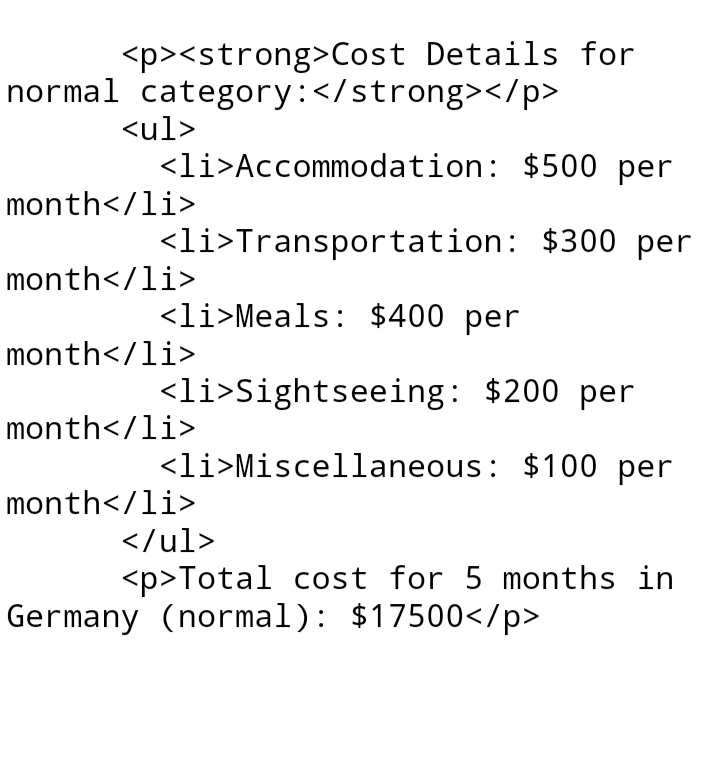 <p><strong>Cost Details for
normal category:</strong></p>
<ul>
<li>Accommodation: $500 per
month</li>
<li>Transportation: $300 per
month</li>
<li>Meals: $400 per
month</li>
<li>Sightseeing: $200 per
month</li>
<li>Miscellaneous: $100 per
month</li>
</ul>
<p>Total cost for 5 months in
Germany (normal): $17500</p>